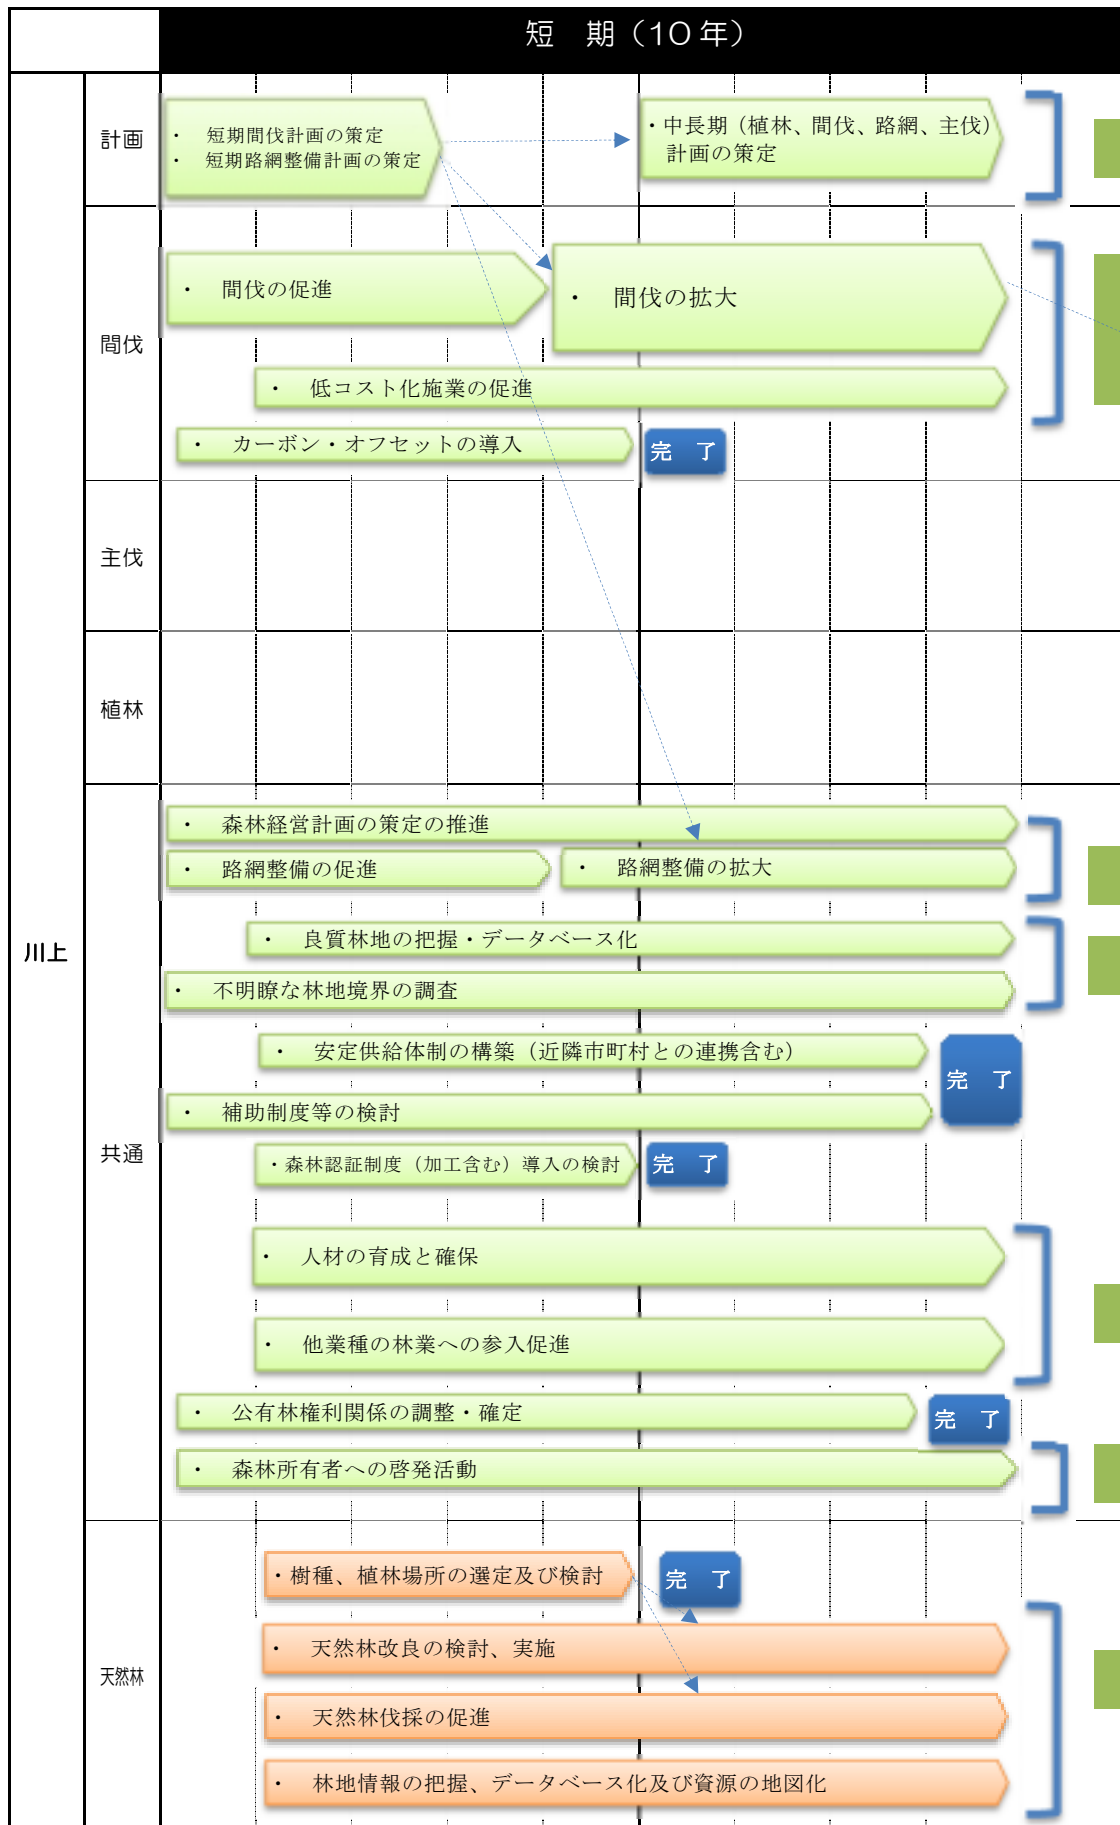 短　期（10年）
川上
計画
・　短期間伐計画の策定
・　短期路網整備計画の策定
・中長期（植林、間伐、路網、主伐）
計画の策定
間伐
・　間伐の促進
・　間伐の拡大
・　低コスト化施業の促進
・　カーボン・オフセットの導入
完　了
主伐
植林
共通
・　森林経営計画の策定の推進
・　路網整備の促進
・　路網整備の拡大
・　良質林地の把握・データベース化
・　不明瞭な林地境界の調査
・　安定供給体制の構築（近隣市町村との連携含む）
完　了
・　補助制度等の検討
・森林認証制度（加工含む）導入の検討
完　了
・　人材の育成と確保
・　他業種の林業への参入促進
・　公有林権利関係の調整・確定
完　了
・　森林所有者への啓発活動
天然林
・樹種、植林場所の選定及び検討
完　了
・　天然林改良の検討、実施
・　天然林伐採の促進
・　林地情報の把握、データベース化及び資源の地図化